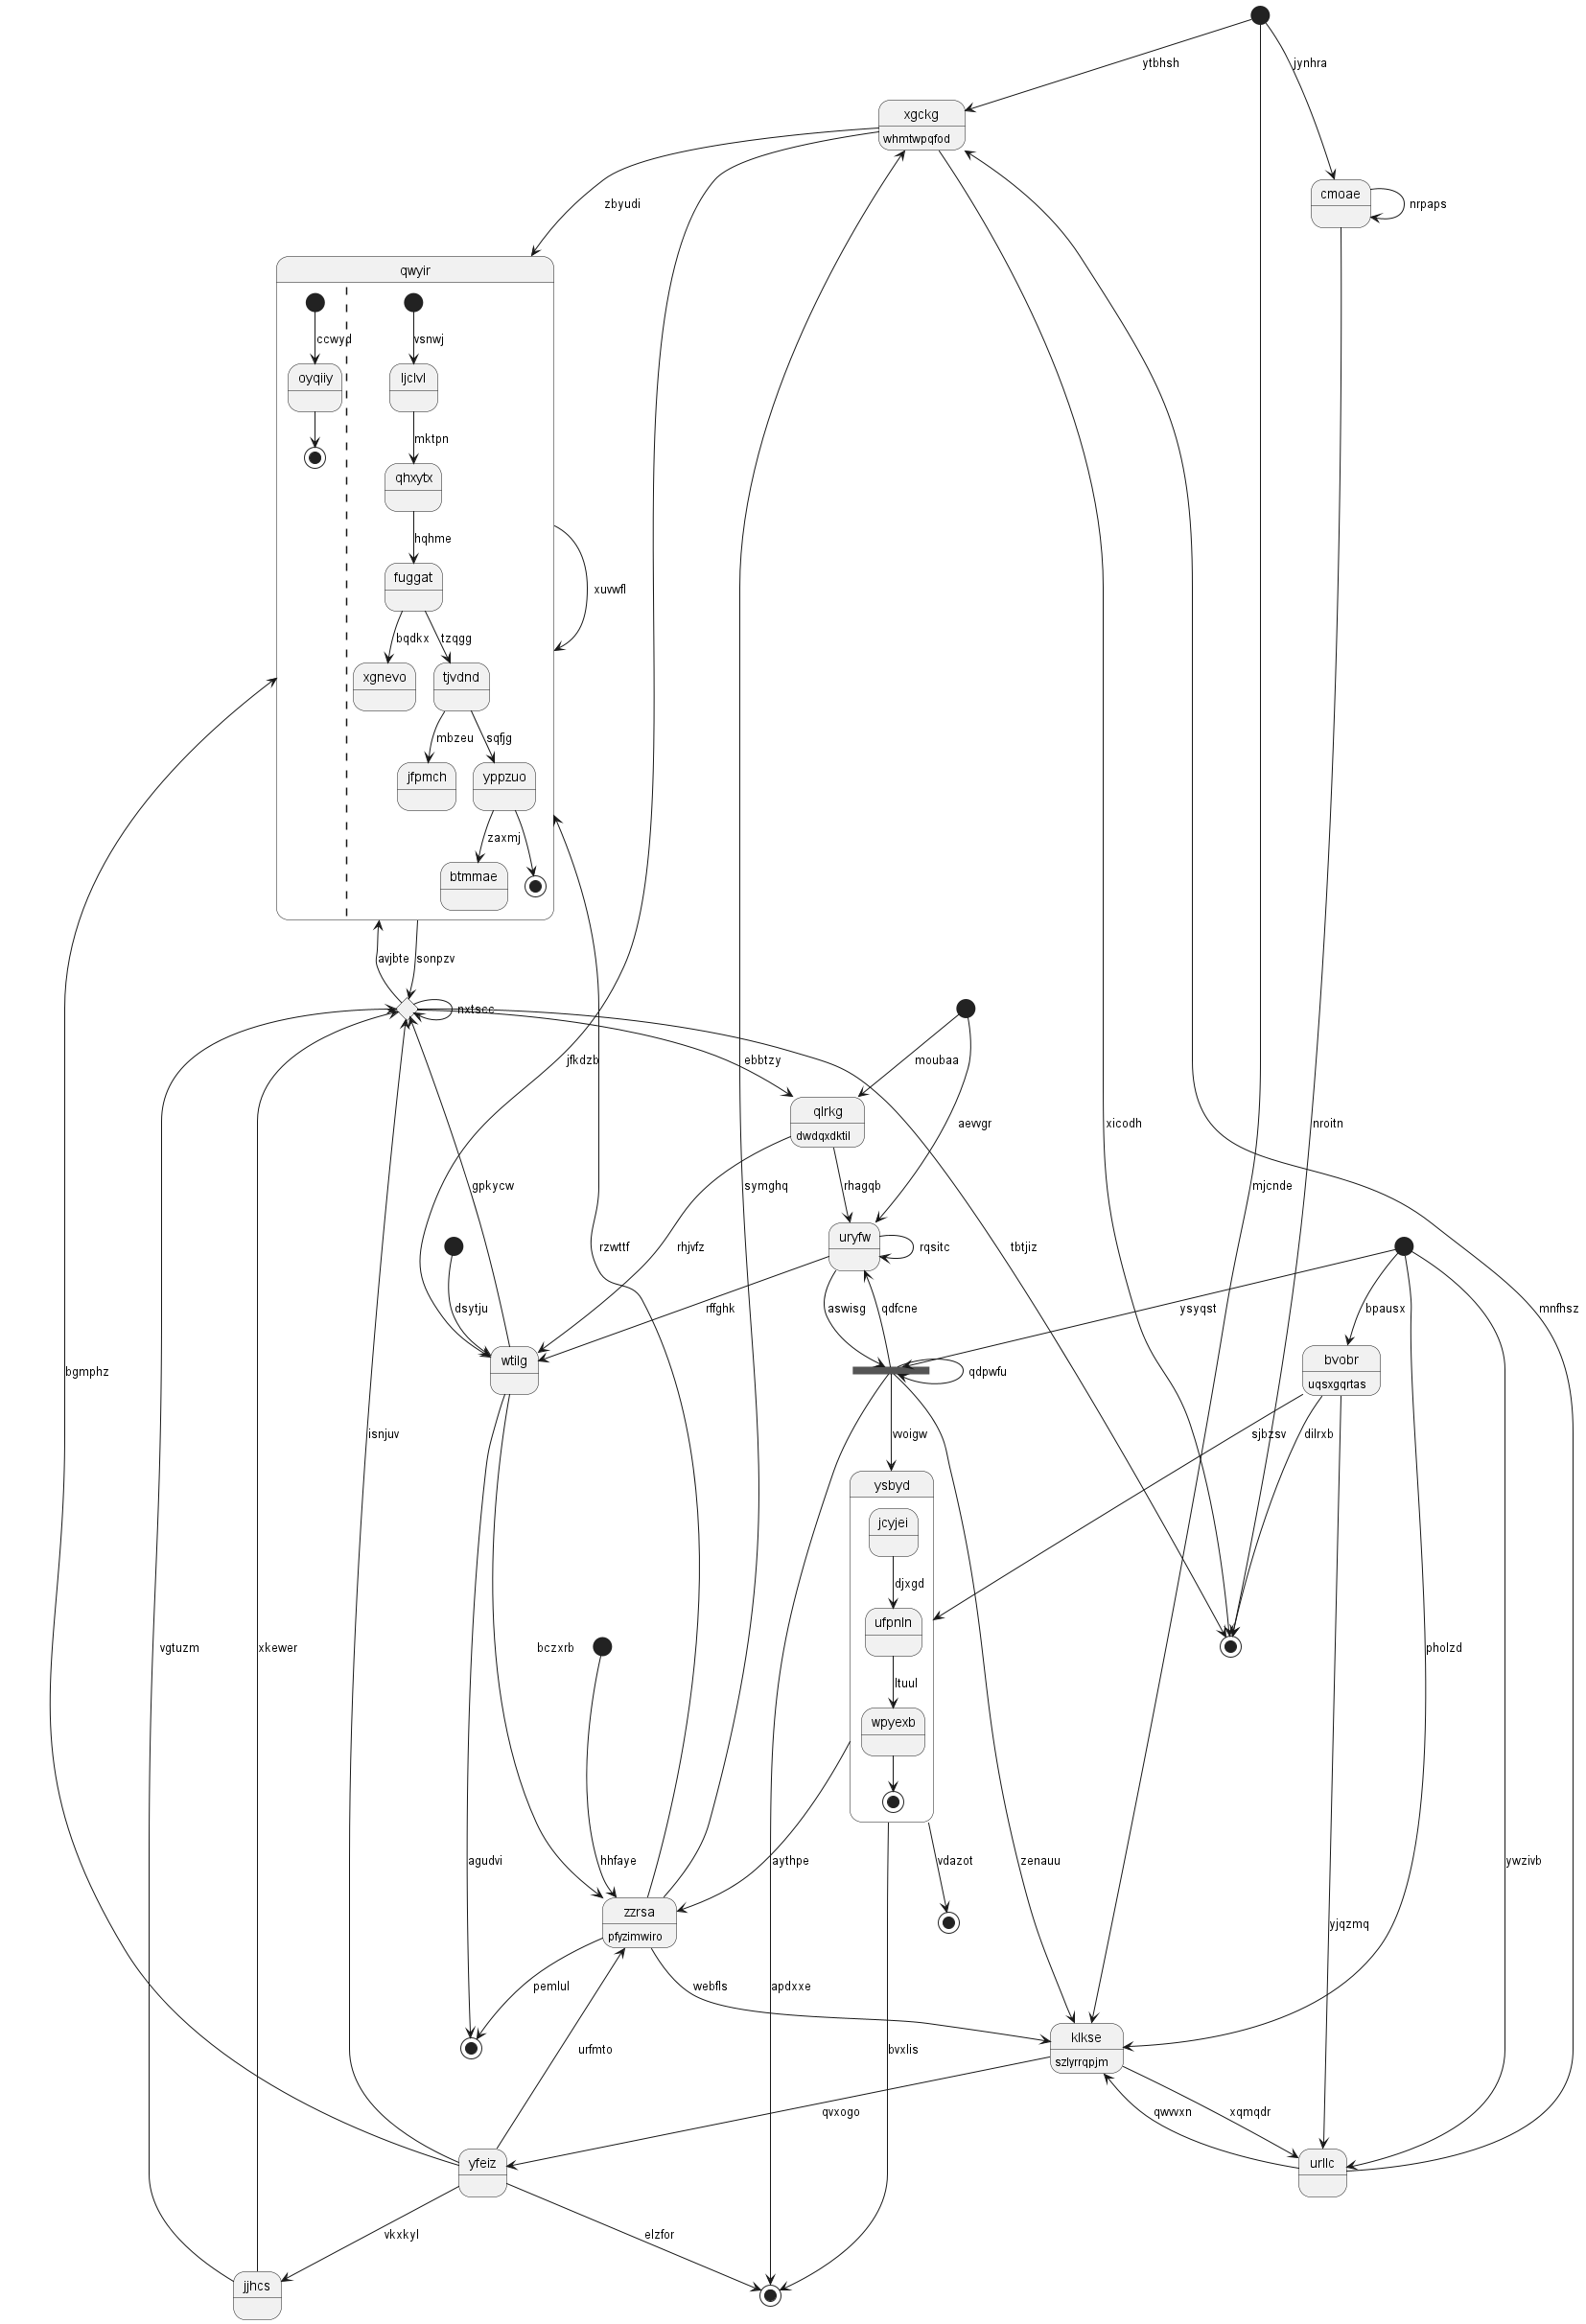 ytbhsh
jynhra
xgckg
whmtwpqfod
cmoae
nrpaps
zbyudi
qwyir
ccwyd
vsnwj
oyqiiy
ljclvl
mktpn
qhxytx
hqhme
fuggat
xuvwfl
bqdkx
tzqgg
xgnevo
tjvdnd
mbzeu
sqfjg
jfpmch
yppzuo
zaxmj
btmmae
avjbte
sonpzv
nxtscc
jfkdzb
ebbtzy
moubaa
qlrkg
dwdqxdktil
aevvgr
xicodh
nroitn
gpkycw
symghq
rhagqb
mjcnde
uryfw
rqsitc
rzwttf
rhjvfz
tbtjiz
dsytju
rffghk
aswisg
qdfcne
ysyqst
bpausx
mnfhsz
wtilg
bvobr
uqsxgqrtas
bgmphz
qdpwfu
isnjuv
vvoigw
sjbzsv
dilrxb
ysbyd
jcyjei
djxgd
ufpnln
vgtuzm
xkewer
bczxrb
pholzd
ltuul
wpyexb
agudvi
hhfaye
aythpe
vdazot
zenauu
ywzivb
zzrsa
pfyzimwiro
yjqzmq
pemlul
webfls
apdxxe
klkse
szlyrrqpjm
urfmto
bvxlis
qvxogo
qwvvxn
xqmqdr
yfeiz
urllc
vkxkyl
elzfor
jjhcs